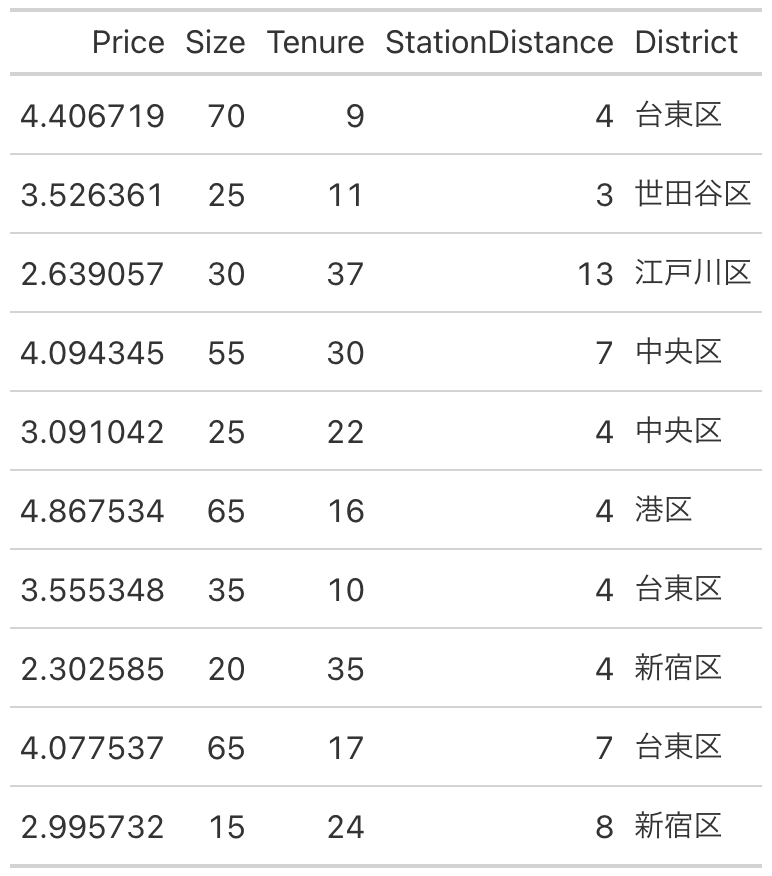 Price Size Tenure StationDistance District
4.406719 70 9 4 台東区
3.526361 25 11 3 世田谷区
2.639057 30 37 13 江戸川区
4.094345 55 30 7 中央区
3.091042 25 22 4 中央区
4.867534 65 16 4 港区
3.555348 35 10 4 台東区
2.302585 20 35 4 新宿区
4.077537 65 17 7 台東区
2.995732 15 24 8 新宿区